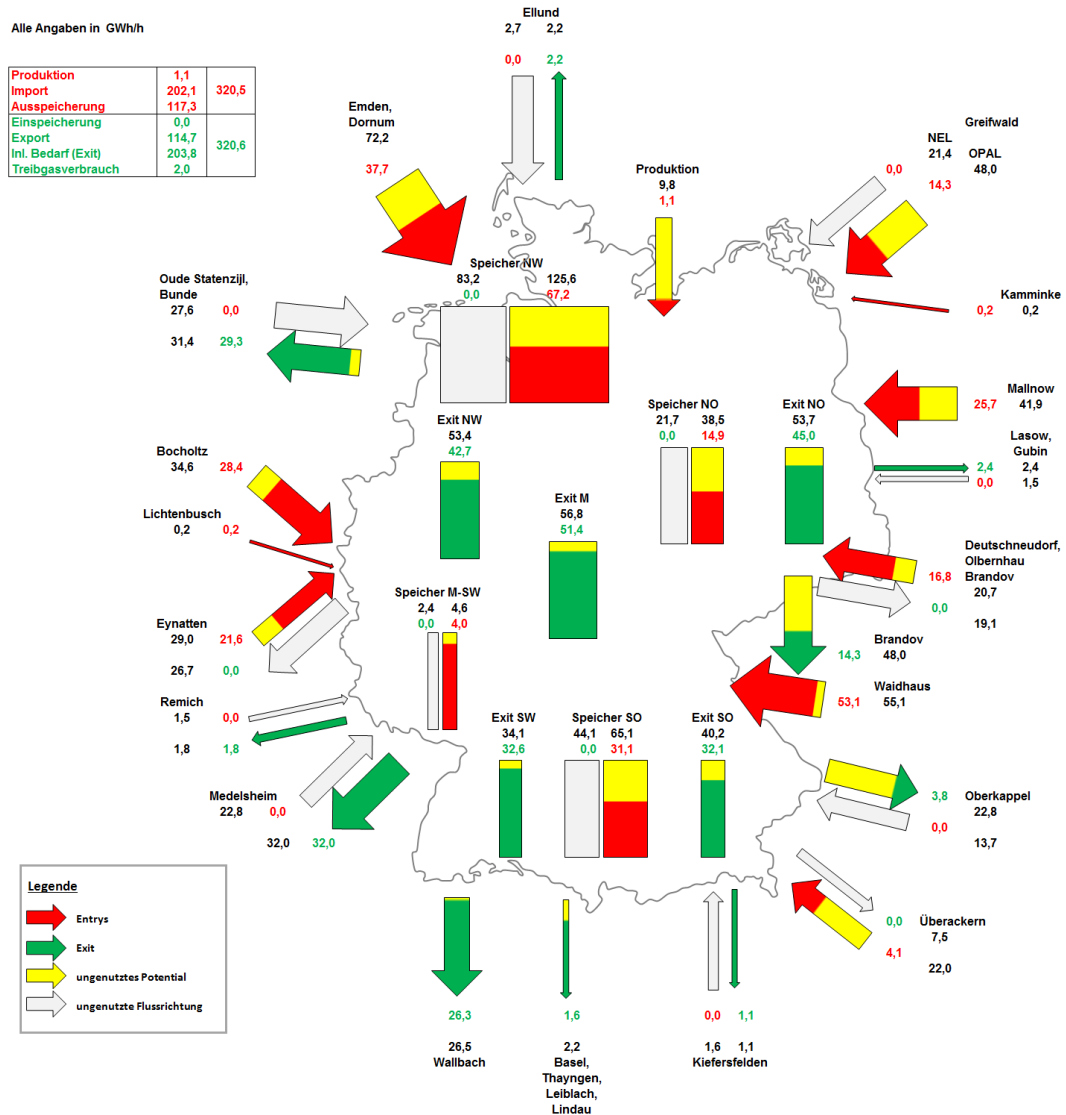 Alle Angaben in GWh/h
Produktion 1,1
Import 202,1 320,5
Ausspeicherung 117,3
Einspeicherung 0,0
Export 114,7 320,6
Inl. Bedarf (Exit) 203,8
Treibgasverbrauch 2,0
Ellund
2,7 2,2
0,0 2,2
Emden,
Dornum
72,2
37,7
Produktion
9,8
1,1
Greifwald
NEL
21,4 OPAL
0,0 48,0
14,3
Speicher NW
83,2 125,6
0,0 67,2
Oude Statenzijl,
Bunde
27,6 0,0
31,4 29,3
Kamminke
0,2 0,2
Mallnow
25,7 41,9
Speicher NO
21,7 38,5
0,0 14,9
Exit NO
53,7
45,0
Exit NW
53,4
42,7
Lasow,
Gubin
2,4 2,4
0,0 1,5
Bocholtz
34,6 28,4
Exit M
56,8
51,4
Lichtenbusch
0,2 0,2
Deutschneudorf,
Olbernhau
16,8 Brandov
20,7
0,0
19,1
Speicher M-SW
2,4 4,6
0,0 4,0
Eynatten
29,0 21,6
26,7 0,0
Brandov
14,3 48,0
Waidhaus
53,1 55,1
Remich
1,5 0,0
1,8 1,8
Exit SW
34,1
32,6
Speicher SO
44,1 65,1
0,0 31,1
Exit SO
40,2
32,1
Medelsheim
22,8 0,0
32,0 32,0
3,8 Oberkappel
22,8
0,0
13,7
Legende
Entrys
Exit
ungenutztes Potential
ungenutzte Flussrichtung
0,0 Überackern
7,5
4,1
22,0
26,3
26,5
Wallbach
1,6
2,2
Basel,
Thayngen,
Leiblach,
Lindau
0,0 1,1
1,6 1,1
Kiefersfelden